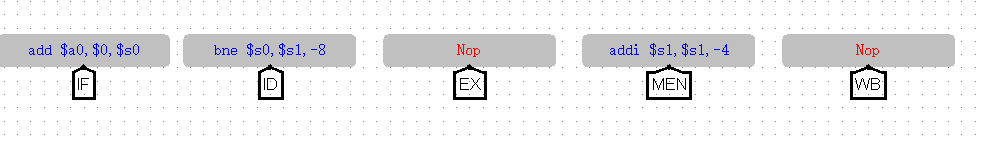 add $a0,$0,$s0 bne $s0,$s1,-8 Nop addi $s1,$s1,-4 Nop
IF ID EX MEN WB